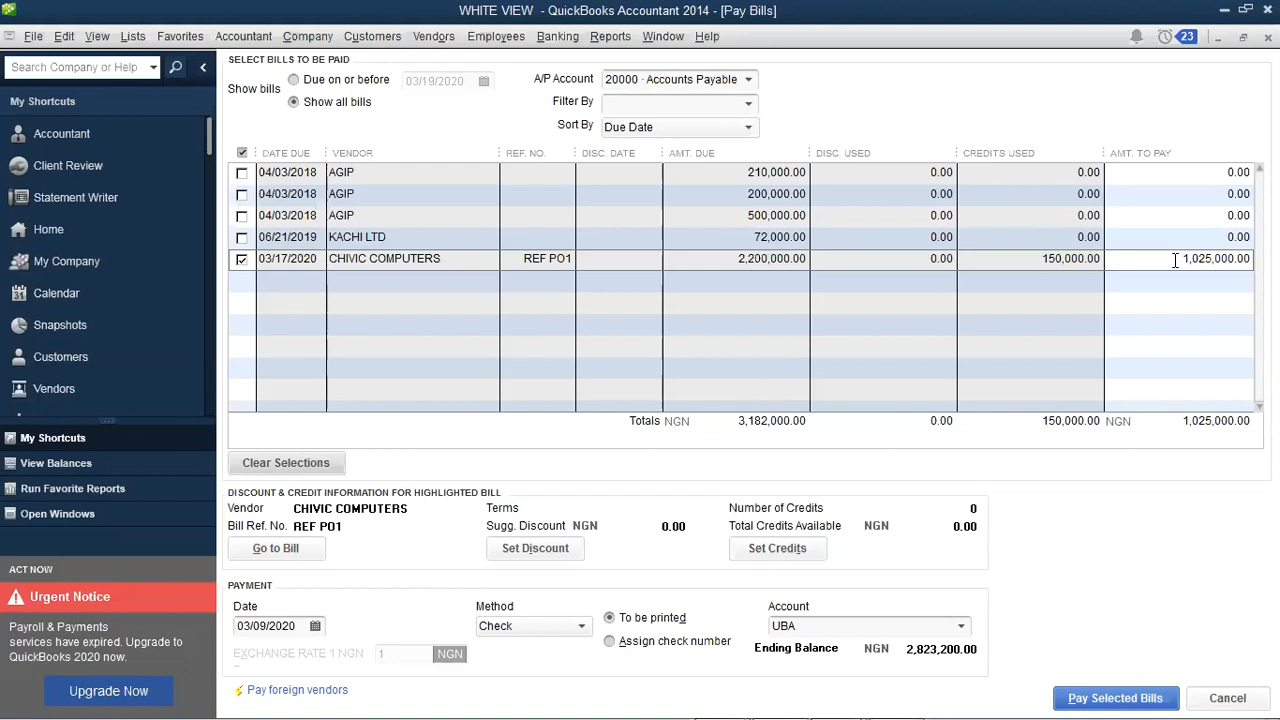 WHITE VIEW - QuickBooks Accountant 2014 - [Pay Bills]
File Edit View Lists Favorites Accountant Company Customers Vendors Employees Banking Reports Window Help 23
Search Company or Help
My Shortcuts
Accountant
Client Review
Statement Writer
Home
My Company
Calendar
Snapshots
Customers
Vendors
My Shortcuts
View Balances
Run Favorite Reports
Open Windows
ACT NOW
Urgent Notice
Payroll & Payments
services have expired. Upgrade to
QuickBooks 2020 now.
Upgrade Now
SELECT BILLS TO BE PAID
Show bills Due on or before 03/19/2020 A/P Account 20000 · Accounts Payable
Show all bills Filter By
Sort By Due Date
DATE DUE VENDOR REF. NO. DISC. DATE AMT. DUE DISC. USED CREDITS USED AMT. TO PAY
04/03/2018 AGIP 210,000.00 0.00 0.00 0.00
04/03/2018 AGIP 200,000.00 0.00 0.00 0.00
04/03/2018 AGIP 500,000.00 0.00 0.00 0.00
06/21/2019 KACHI LTD 72,000.00 0.00 0.00 0.00
03/17/2020 CHIVIC COMPUTERS REF PO1 2,200,000.00 0.00 150,000.00 1,025,000.00
Totals NGN 3,182,000.00 0.00 150,000.00 NGN 1,025,000.00
Clear Selections
DISCOUNT & CREDIT INFORMATION FOR HIGHLIGHTED BILL
Vendor CHIVIC COMPUTERS Terms Number of Credits 0
Bill Ref. No. REF PO1 Sugg. Discount NGN 0.00 Total Credits Available NGN 0.00
Go to Bill Set Discount Set Credits
PAYMENT
Date Method To be printed Account
03/09/2020 Check Assign check number UBA
Ending Balance NGN 2,823,200.00
EXCHANGE RATE 1 NGN 1 NGN
Pay foreign vendors
Pay Selected Bills Cancel